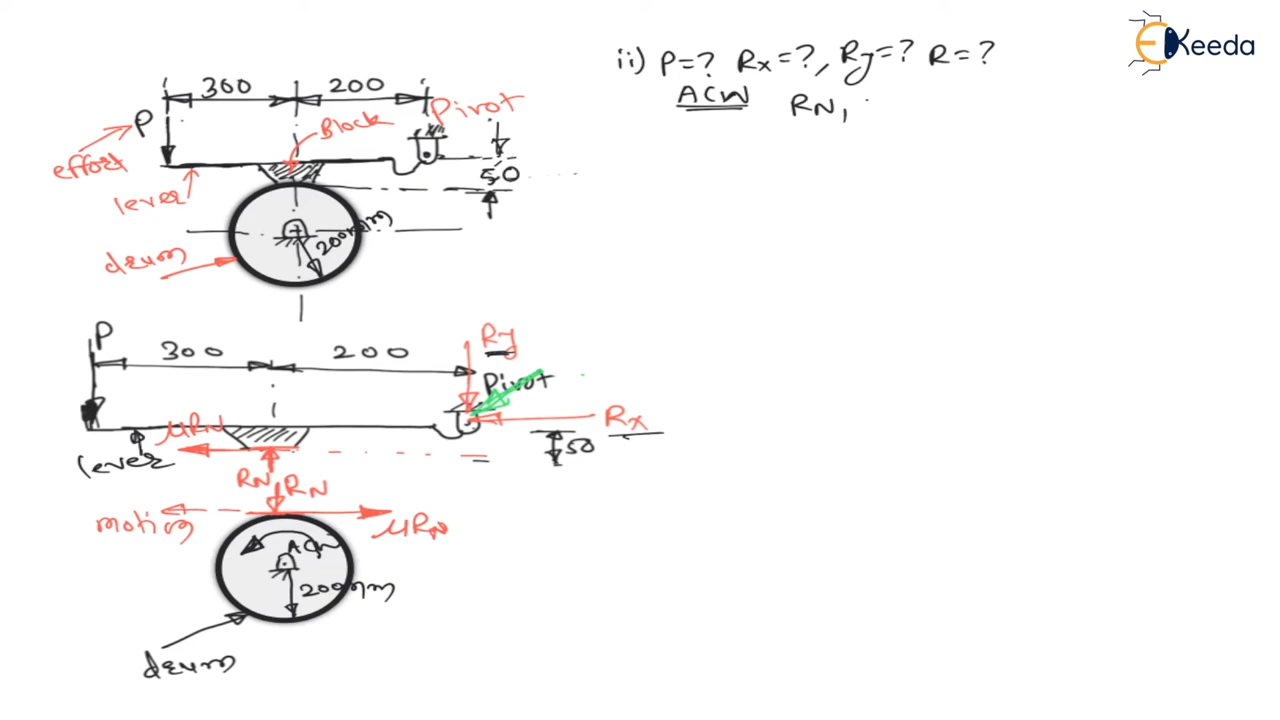 ii) P=? Rx=?, Ry=? R=?
ACW RN,
EKeeda
300 200
P
Pivot
Block
effort
lever
50
200mm
drum
P
300 200
Ry
Pivot
μRN
Rx
lever
50
RN
RN
motion
μRN
ACW
200mm
drum